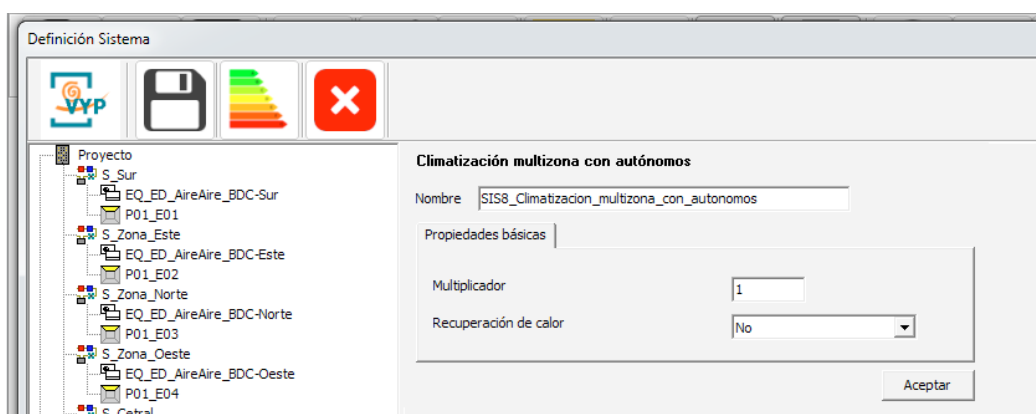 Definición Sistema
VYP
Proyecto
S_Sur
EQ_ED_AireAire_BDC-Sur
P01_E01
S_Zona_Este
EQ_ED_AireAire_BDC-Este
P01_E02
S_Zona_Norte
EQ_ED_AireAire_BDC-Norte
P01_E03
S_Zona_Oeste
EQ_ED_AireAire_BDC-Oeste
P01_E04
S_Cetral
Climatización multizona con autónomos
Nombre SIS8_Climatizacion_multizona_con_autonomos
Propiedades básicas
Multiplicador 1
Recuperación de calor No
Aceptar